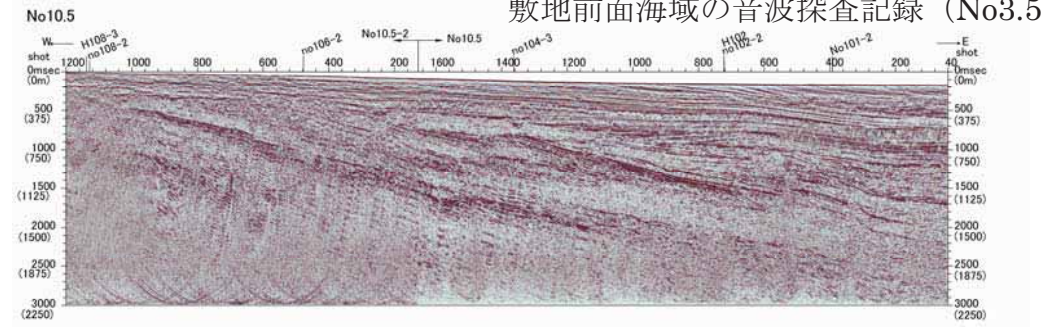 敷地前面海域の音波探査記録（No3.5
No10.5
W H108-3 no108-2 no106-2 No10.5-2 No10.5 no104-3 H102 no102-2 No101-2 E
shot 1200 1000 800 600 400 200 1600 1400 1200 1000 800 600 400 200 40 shot
0msec (0m) 0msec (0m)
500 (375) 500 (375)
1000 (750) 1000 (750)
1500 (1125) 1500 (1125)
2000 (1500) 2000 (1500)
2500 (1875) 2500 (1875)
3000 (2250) 3000 (2250)